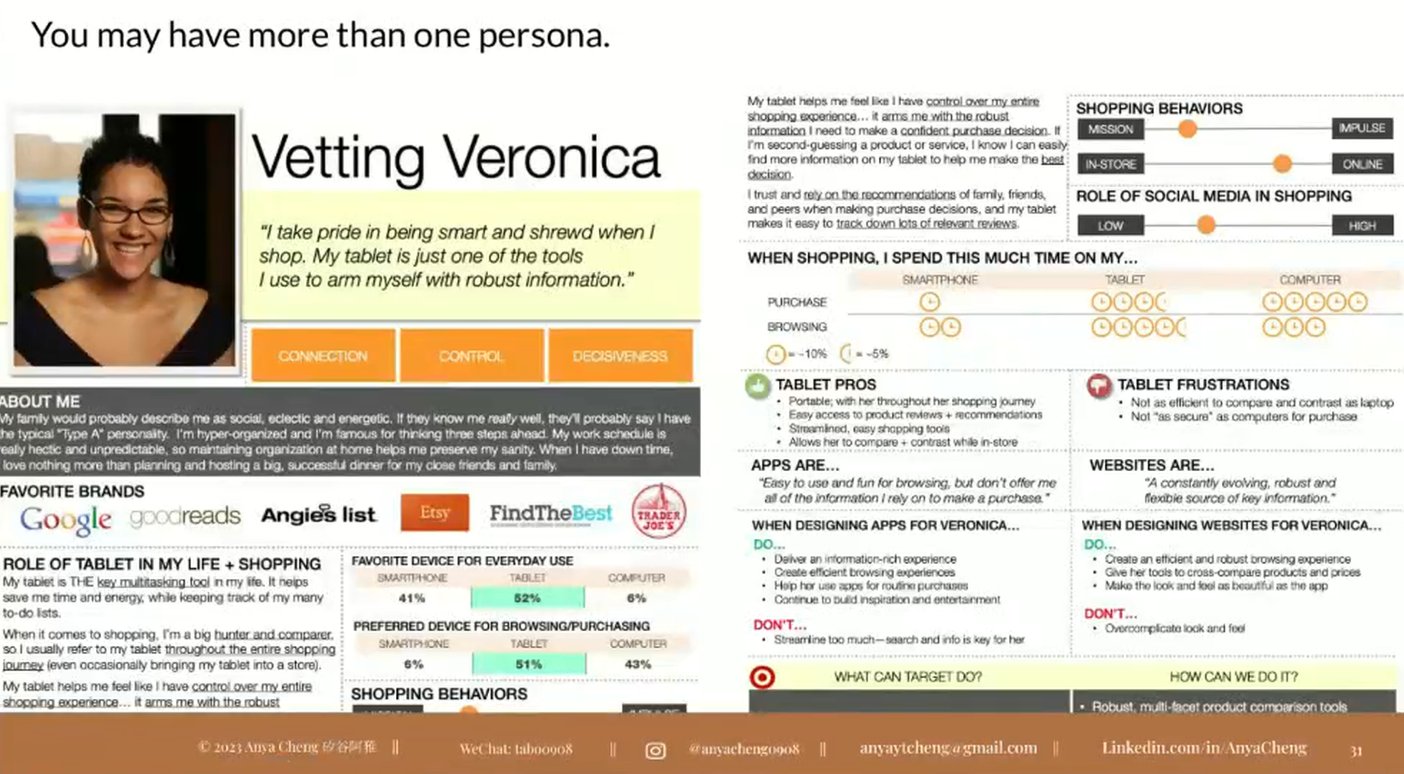 You may have more than one persona.
Vetting Veronica
“I take pride in being smart and shrewd when I
shop. My tablet is just one of the tools
I use to arm myself with robust information.”
CONNECTION
CONTROL
DECISIVENESS
ABOUT ME
My family would probably describe me as social, eclectic and energetic. If they know me really well, they'll probably say I have
the typical "Type A" personality. I'm hyper-organized and I'm famous for thinking three steps ahead. My work schedule is
really hectic and unpredictable, so maintaining organization at home helps me preserve my sanity. When I have down time,
love nothing more than planning and hosting a big, successful dinner for my close friends and family.
FAVORITE BRANDS
Google
goodreads
Angie's list
Etsy
FindTheBest
TRADER JOE'S
ROLE OF TABLET IN MY LIFE + SHOPPING
My tablet is THE key multitasking tool in my life. It helps
save me time and energy, while keeping track of my many
to-do lists.
When it comes to shopping, I'm a big hunter and comparer,
so I usually refer to my tablet throughout the entire shopping
journey (even occasionally bringing my tablet into a store).
My tablet helps me feel like I have control over my entire
shopping experience… it arms me with the robust
FAVORITE DEVICE FOR EVERYDAY USE
SMARTPHONE TABLET COMPUTER
41% 52% 6%
PREFERRED DEVICE FOR BROWSING/PURCHASING
SMARTPHONE TABLET COMPUTER
6% 51% 43%
SHOPPING BEHAVIORS
My tablet helps me feel like I have control over my entire
shopping experience… it arms me with the robust
information I need to make a confident purchase decision. If
I'm second-guessing a product or service, I know I can easily
find more information on my tablet to help me make the best
decision.
I trust and rely on the recommendations of family, friends,
and peers when making purchase decisions, and my tablet
makes it easy to track down lots of relevant reviews.
SHOPPING BEHAVIORS
MISSION IMPULSE
IN-STORE ONLINE
ROLE OF SOCIAL MEDIA IN SHOPPING
LOW HIGH
WHEN SHOPPING, I SPEND THIS MUCH TIME ON MY…
SMARTPHONE TABLET COMPUTER
PURCHASE
BROWSING
= ~10% = ~5%
TABLET PROS
• Portable; with her throughout her shopping journey
• Easy access to product reviews + recommendations
• Streamlined, easy shopping tools
• Allows her to compare + contrast while in-store
TABLET FRUSTRATIONS
• Not as efficient to compare and contrast as laptop
• Not "as secure" as computers for purchase
APPS ARE…
“Easy to use and fun for browsing, but don't offer me
all of the information I rely on to make a purchase.”
WEBSITES ARE…
“A constantly evolving, robust and
flexible source of key information.”
WHEN DESIGNING APPS FOR VERONICA…
DO…
• Deliver an information-rich experience
• Create efficient browsing experiences
• Help her use apps for routine purchases
• Continue to build inspiration and entertainment
DON'T…
• Streamline too much—search and info is key for her
WHEN DESIGNING WEBSITES FOR VERONICA…
DO…
• Create an efficient and robust browsing experience
• Give her tools to cross-compare products and prices
• Make the look and feel as beautiful as the app
DON'T…
• Overcomplicate look and feel
WHAT CAN TARGET DO?
HOW CAN WE DO IT?
• Robust, multi-facet product comparison tools
© 2023 Anya Cheng 矽谷阿雅 || WeChat: tab00908 || @anyacheng0908 || anyaytcheng@gmail.com || Linkedin.com/in/AnyaCheng 31